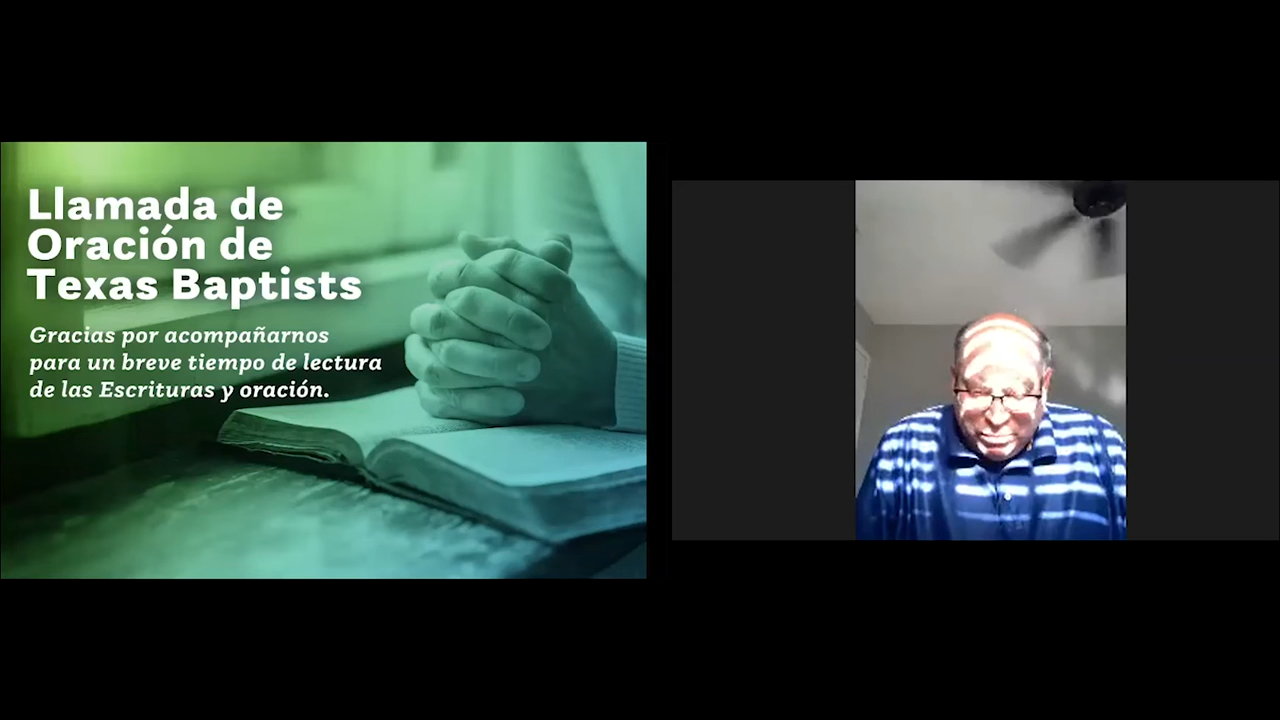 Llamada de
Oración de
Texas Baptists
Gracias por acompañarnos
para un breve tiempo de lectura
de las Escrituras y oración.